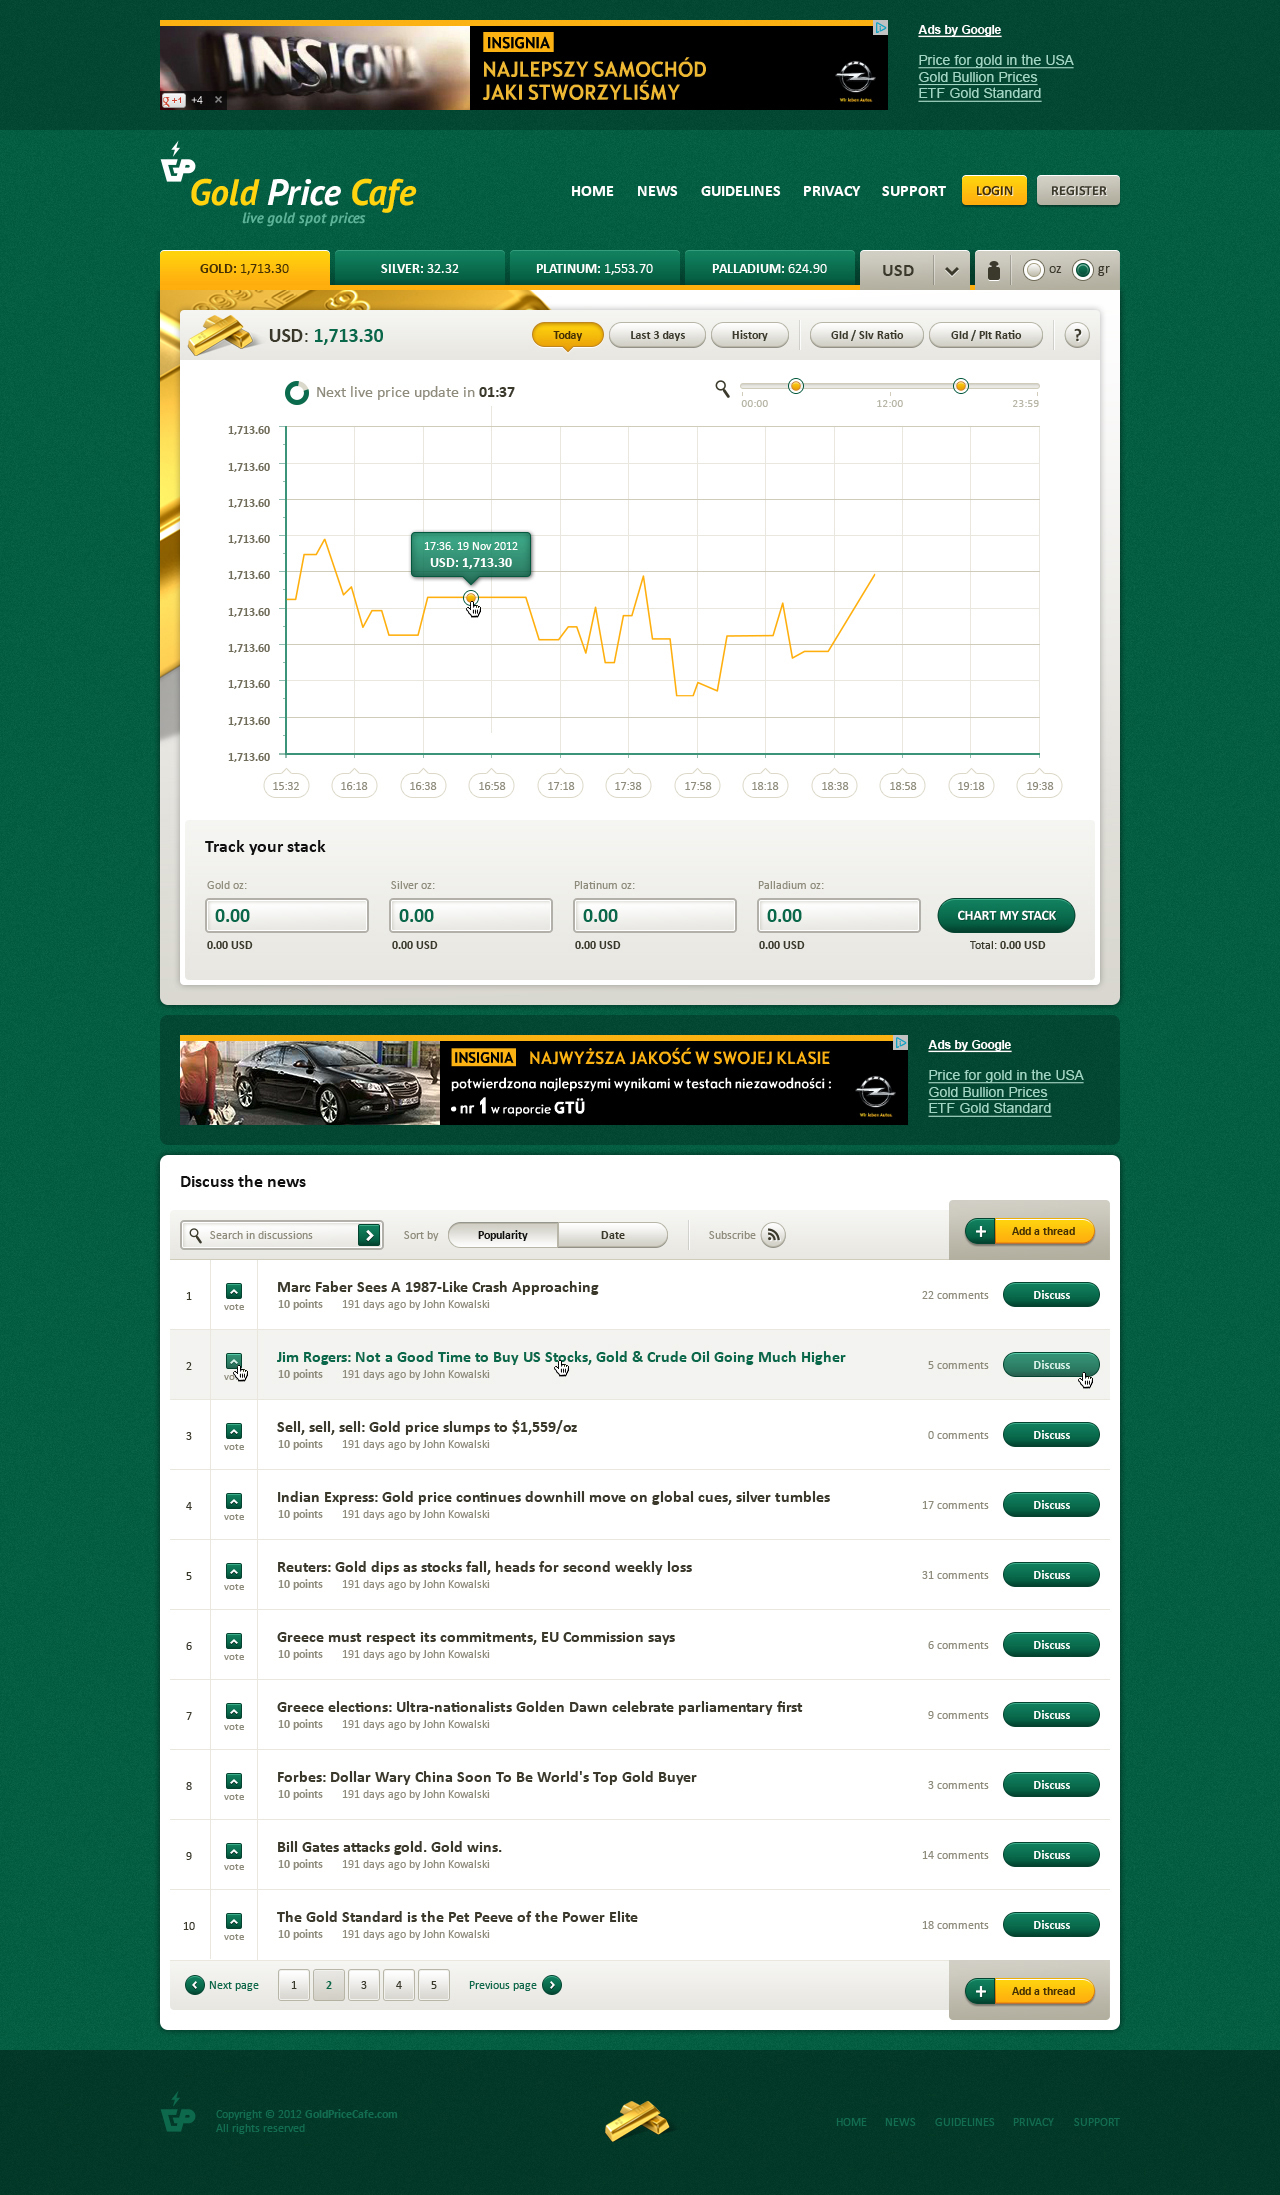 INSIGNIA
+1 +4 ×
INSIGNIA
NAJLEPSZY SAMOCHÓD
JAKI STWORZYLIŚMY
Wir leben Autos.
Ads by Google
Price for gold in the USA
Gold Bullion Prices
ETF Gold Standard
Gold Price Cafe
live gold spot prices
HOME NEWS GUIDELINES PRIVACY SUPPORT LOGIN REGISTER
GOLD: 1,713.30 SILVER: 32.32 PLATINUM: 1,553.70 PALLADIUM: 624.90 USD oz gr
USD: 1,713.30 Today Last 3 days History Gld / Slv Ratio Gld / Plt Ratio ?
Next live price update in 01:37
00:00 12:00 23:59
1,713.60
1,713.60
1,713.60
1,713.60
1,713.60
1,713.60
1,713.60
1,713.60
1,713.60
1,713.60
17:36. 19 Nov 2012
USD: 1,713.30
15:32 16:18 16:38 16:58 17:18 17:38 17:58 18:18 18:38 18:58 19:18 19:38
Track your stack
Gold oz: Silver oz: Platinum oz: Palladium oz:
0.00 0.00 0.00 0.00 CHART MY STACK
0.00 USD 0.00 USD 0.00 USD 0.00 USD Total: 0.00 USD
INSIGNIA NAJWYŻSZA JAKOŚĆ W SWOJEJ KLASIE
potwierdzona najlepszymi wynikami w testach niezawodności :
• nr 1 w raporcie GTÜ
Wir leben Autos.
Ads by Google
Price for gold in the USA
Gold Bullion Prices
ETF Gold Standard
Discuss the news
Search in discussions Sort by Popularity Date Subscribe + Add a thread
1 vote Marc Faber Sees A 1987-Like Crash Approaching 22 comments Discuss
10 points 191 days ago by John Kowalski
2 vote Jim Rogers: Not a Good Time to Buy US Stocks, Gold & Crude Oil Going Much Higher 5 comments Discuss
10 points 191 days ago by John Kowalski
3 vote Sell, sell, sell: Gold price slumps to $1,559/oz 0 comments Discuss
10 points 191 days ago by John Kowalski
4 vote Indian Express: Gold price continues downhill move on global cues, silver tumbles 17 comments Discuss
10 points 191 days ago by John Kowalski
5 vote Reuters: Gold dips as stocks fall, heads for second weekly loss 31 comments Discuss
10 points 191 days ago by John Kowalski
6 vote Greece must respect its commitments, EU Commission says 6 comments Discuss
10 points 191 days ago by John Kowalski
7 vote Greece elections: Ultra-nationalists Golden Dawn celebrate parliamentary first 9 comments Discuss
10 points 191 days ago by John Kowalski
8 vote Forbes: Dollar Wary China Soon To Be World's Top Gold Buyer 3 comments Discuss
10 points 191 days ago by John Kowalski
9 vote Bill Gates attacks gold. Gold wins. 14 comments Discuss
10 points 191 days ago by John Kowalski
10 vote The Gold Standard is the Pet Peeve of the Power Elite 18 comments Discuss
10 points 191 days ago by John Kowalski
Next page 1 2 3 4 5 Previous page + Add a thread
Copyright © 2012 GoldPriceCafe.com
All rights reserved
HOME NEWS GUIDELINES PRIVACY SUPPORT